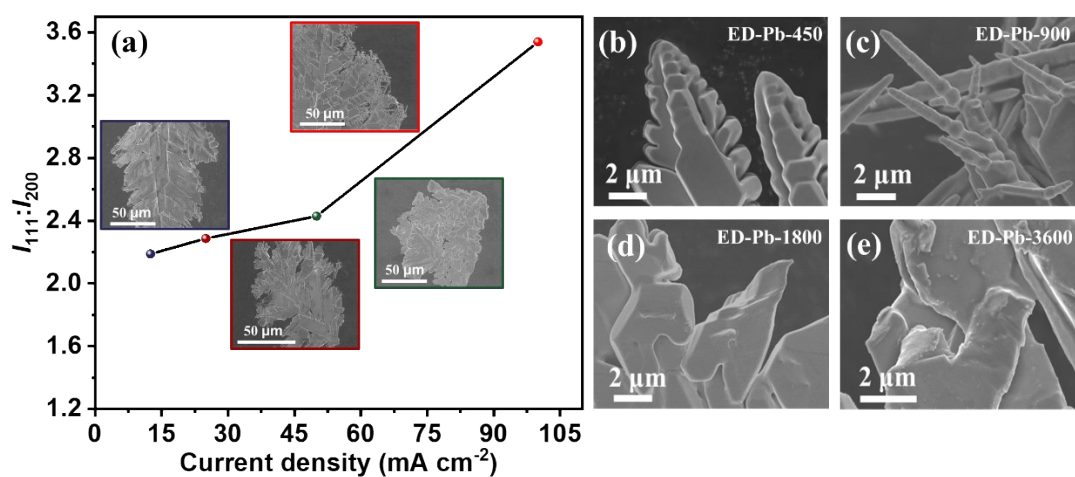 (a)
I111:I200
3.6
3.2
2.8
2.4
2.0
1.6
1.2
0 15 30 45 60 75 90 105
Current density (mA cm-2)
50 µm
50 µm
50 µm
50 µm
(b) ED-Pb-450
2 µm
(c) ED-Pb-900
2 µm
(d) ED-Pb-1800
2 µm
(e) ED-Pb-3600
2 µm